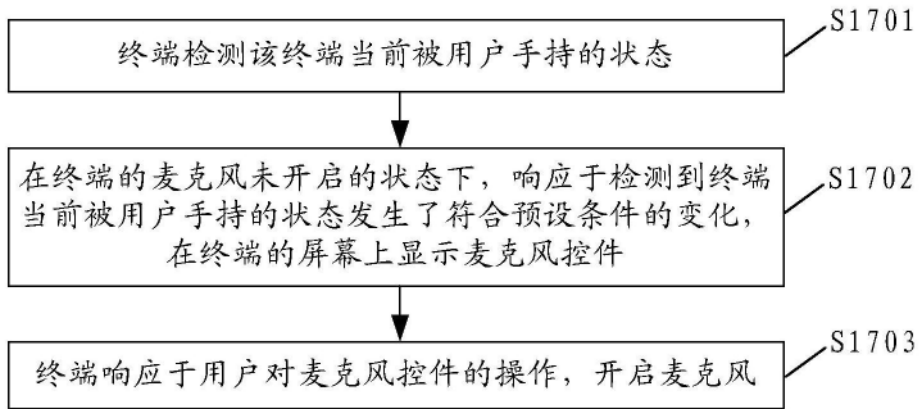 终端检测该终端当前被用户手持的状态
S1701
在终端的麦克风未开启的状态下，响应于检测到终端
当前被用户手持的状态发生了符合预设条件的变化，
在终端的屏幕上显示麦克风控件
S1702
终端响应于用户对麦克风控件的操作，开启麦克风
S1703